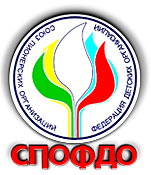 СОЮЗ ПИОНЕРСКИХ ОРГАНИЗАЦИЙ
ФЕДЕРАЦИЯ ДЕТСКИХ ОРГАНИЗАЦИЙ
СПОФДО